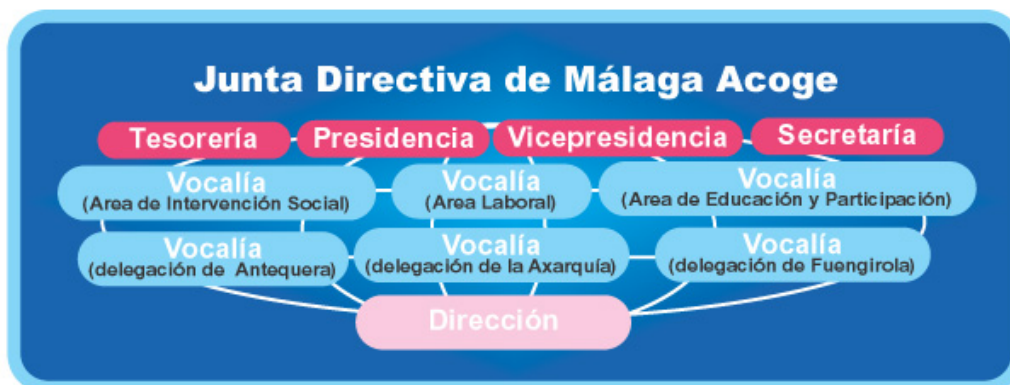 Junta Directiva de Málaga Acoge
Tesorería
Presidencia
Vicepresidencia
Secretaría
Vocalía
(Area de Intervención Social)
Vocalía
(Area Laboral)
Vocalía
(Area de Educación y Participación)
Vocalía
(delegación de Antequera)
Vocalía
(delegación de la Axarquía)
Vocalía
(delegación de Fuengirola)
Dirección